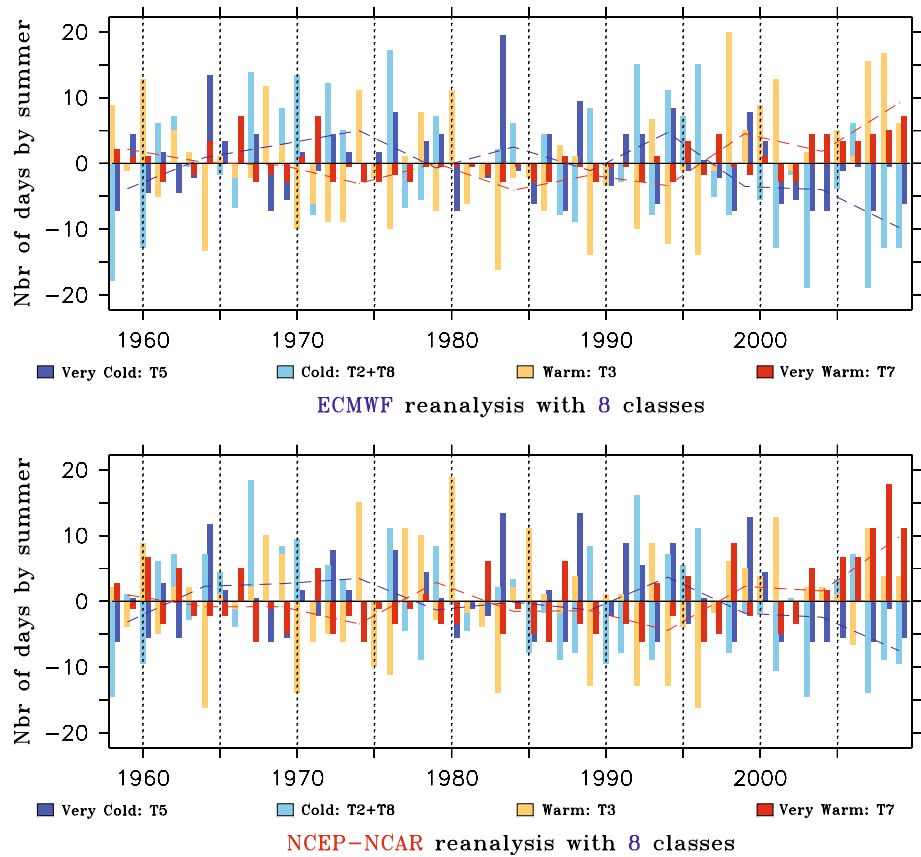 Nbr of days by summer
20
10
0
−10
−20
1960 1970 1980 1990 2000
Very Cold: T5 Cold: T2+T8 Warm: T3 Very Warm: T7
ECMWF reanalysis with 8 classes
Nbr of days by summer
20
10
0
−10
−20
1960 1970 1980 1990 2000
Very Cold: T5 Cold: T2+T8 Warm: T3 Very Warm: T7
NCEP−NCAR reanalysis with 8 classes